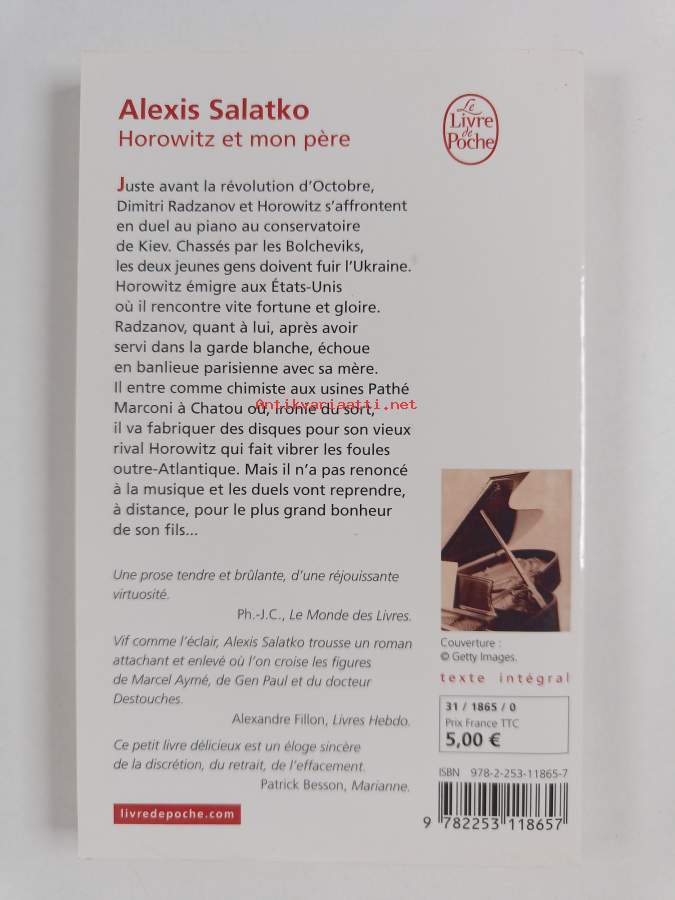 Alexis Salatko
Horowitz et mon père
Le
Livre
de
Poche
Juste avant la révolution d'Octobre,
Dimitri Radzanov et Horowitz s'affrontent
en duel au piano au conservatoire
de Kiev. Chassés par les Bolcheviks,
les deux jeunes gens doivent fuir l'Ukraine.
Horowitz émigre aux États-Unis
où il rencontre vite fortune et gloire.
Radzanov, quant à lui, après avoir
servi dans la garde blanche, échoue
en banlieue parisienne avec sa mère.
Il entre comme chimiste aux usines Pathé
Marconi à Chatou où, ironie du sort,
Antikvariaatti.net
il va fabriquer des disques pour son vieux
rival Horowitz qui fait vibrer les foules
outre-Atlantique. Mais il n'a pas renoncé
à la musique et les duels vont reprendre,
à distance, pour le plus grand bonheur
de son fils...
Une prose tendre et brûlante, d'une réjouissante
virtuosité.
Ph.-J.C., Le Monde des Livres.
Vif comme l'éclair, Alexis Salatko trousse un roman
attachant et enlevé où l'on croise les figures
de Marcel Aymé, de Gen Paul et du docteur
Destouches.
Alexandre Fillon, Livres Hebdo.
Ce petit livre délicieux est un éloge sincère
de la discrétion, du retrait, de l'effacement.
Patrick Besson, Marianne.
livredepoche.com
Couverture :
© Getty Images.
texte intégral
31 / 1865 / 0
Prix France TTC
5,00 €
ISBN 978-2-253-11865-7
9 782253 118657